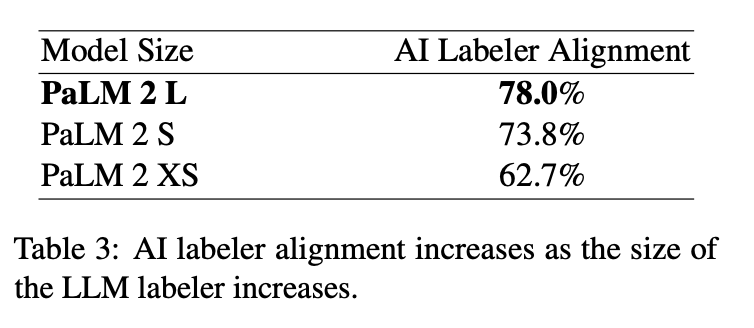 Model Size AI Labeler Alignment
PaLM 2 L 78.0%
PaLM 2 S 73.8%
PaLM 2 XS 62.7%
Table 3: AI labeler alignment increases as the size of
the LLM labeler increases.